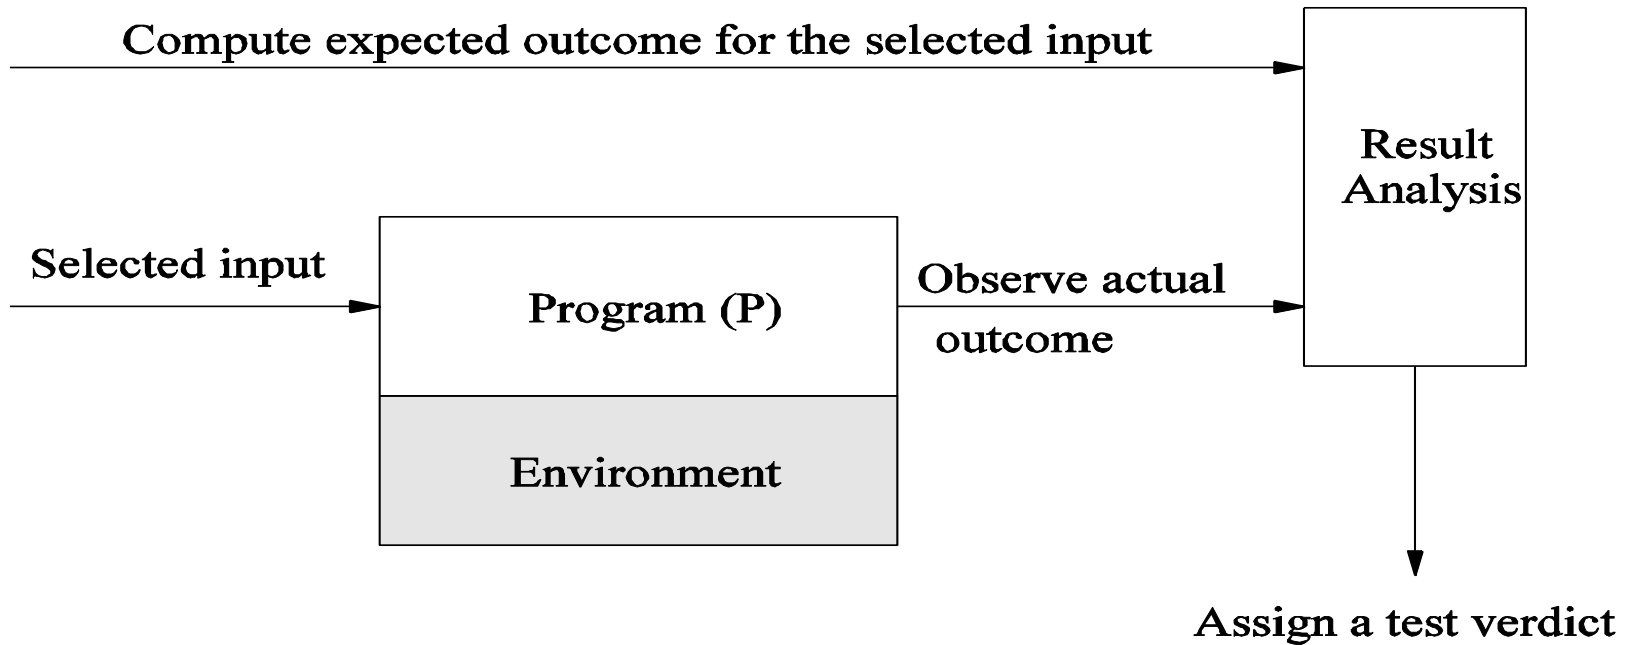 Compute expected outcome for the selected input
Result
Analysis
Selected input
Program (P)
Observe actual
outcome
Environment
Assign a test verdict